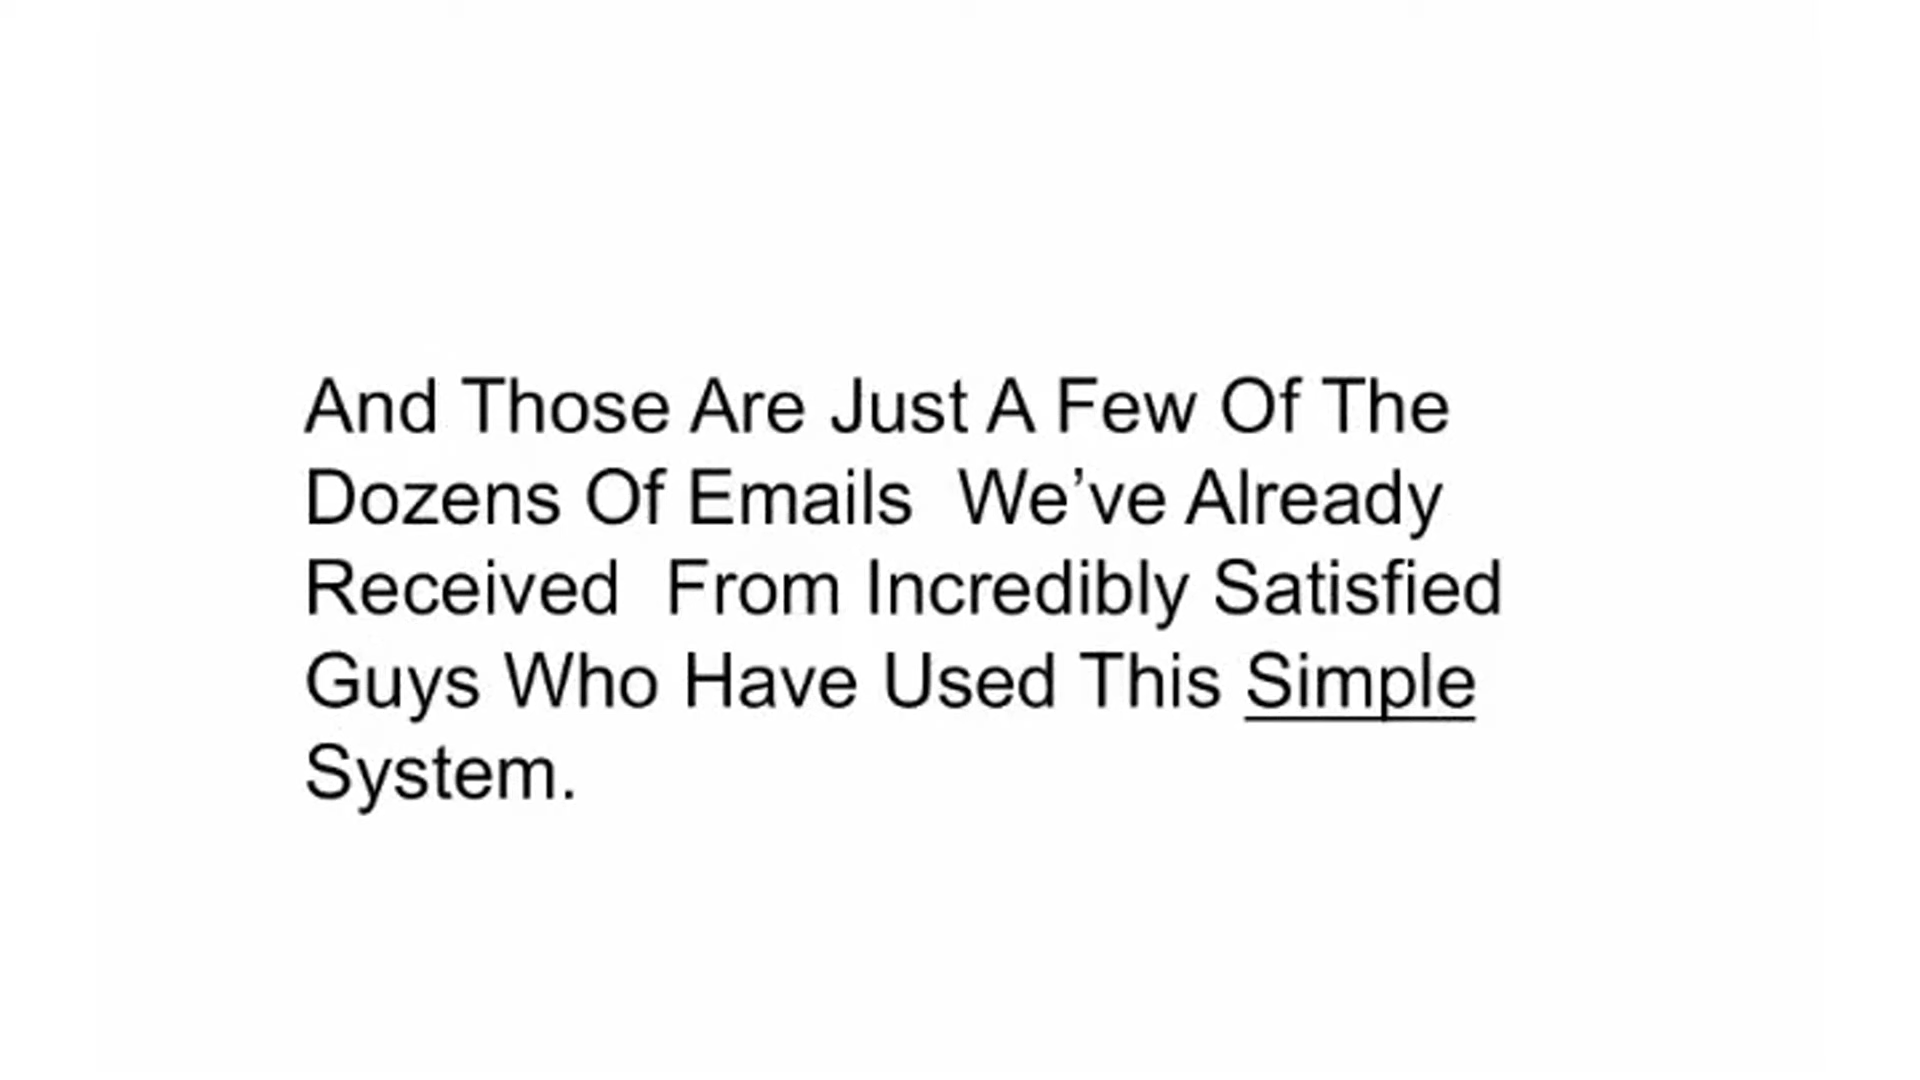 And Those Are Just A Few Of The
Dozens Of Emails  We’ve Already
Received  From Incredibly Satisfied
Guys Who Have Used This Simple
System.